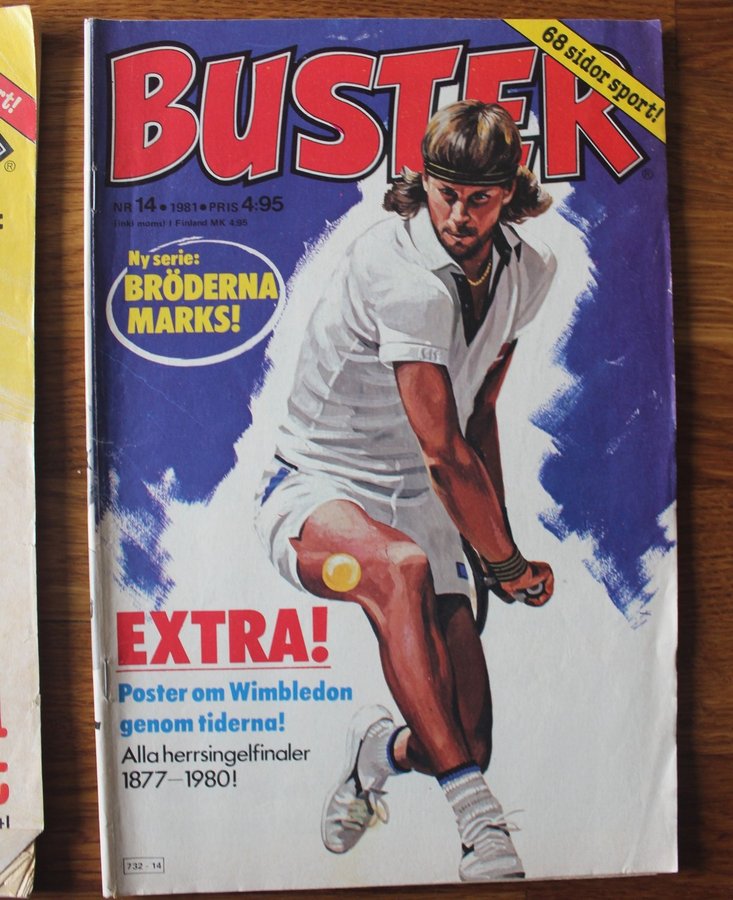 BUSTER
68 sidor sport!
NR 14 • 1981 • PRIS 4:95
(inkl moms) I Finland MK 4:95
Ny serie:
BRÖDERNA
MARKS!
EXTRA!
Poster om Wimbledon
genom tiderna!
Alla herrsingelfinaler
1877—1980!
732 - 14